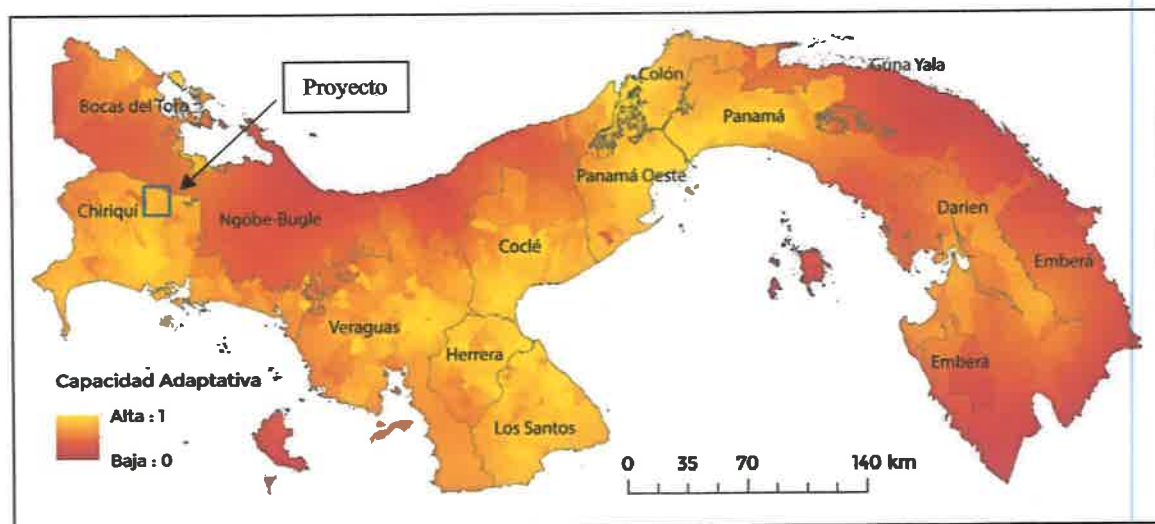 Proyecto
Bocas del Toro
Colón
Guna Yala
Panamá
Panamá Oeste
Chiriquí
Ngöbe-Bugle
Coclé
Darien
Emberá
Veraguas
Herrera
Emberá
Los Santos
Capacidad Adaptativa
Alta : 1
Baja : 0
0 35 70 140 km